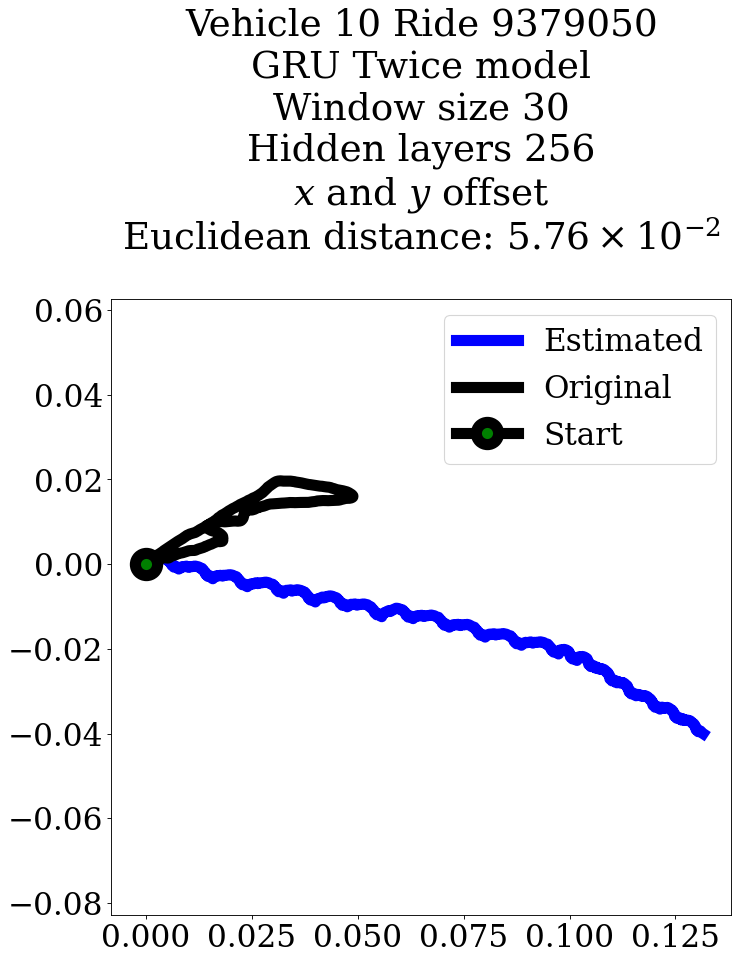 Vehicle 10 Ride 9379050
GRU Twice model
Window size 30
Hidden layers 256
x and y offset
Euclidean distance: 5.76 × 10⁻²
0.06
0.04
0.02
0.00
−0.02
−0.04
−0.06
−0.08
Estimated
Original
Start
0.000 0.025 0.050 0.075 0.100 0.125